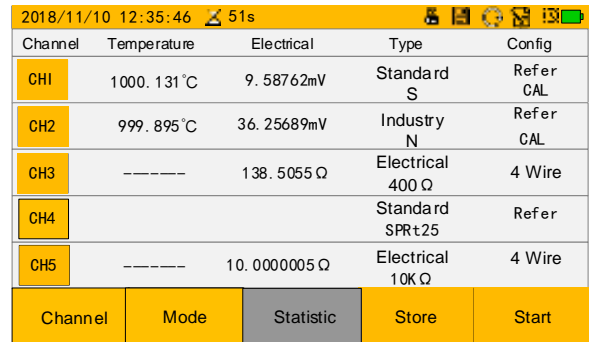 2018/11/10 12:35:46 51s
Channel Temperature Electrical Type Config
CHI 1000.131℃ 9.58762mV Standard S Refer CAL
CH2 999.895℃ 36.25689mV Industry N Refer CAL
CH3 ------- 138.5055Ω Electrical 400Ω 4 Wire
CH4 Standard SPRt25 Refer
CH5 ------- 10.0000005Ω Electrical 10KΩ 4 Wire
Channel Mode Statistic Store Start